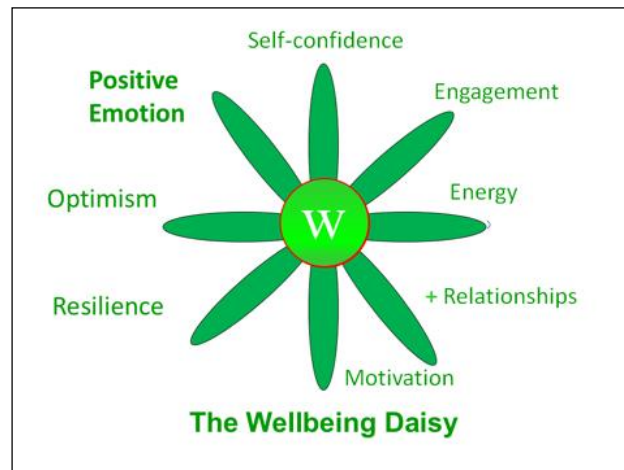 Self-confidence
Positive
Emotion
Engagement
Optimism
Energy
W
Resilience
+ Relationships
Motivation
The Wellbeing Daisy